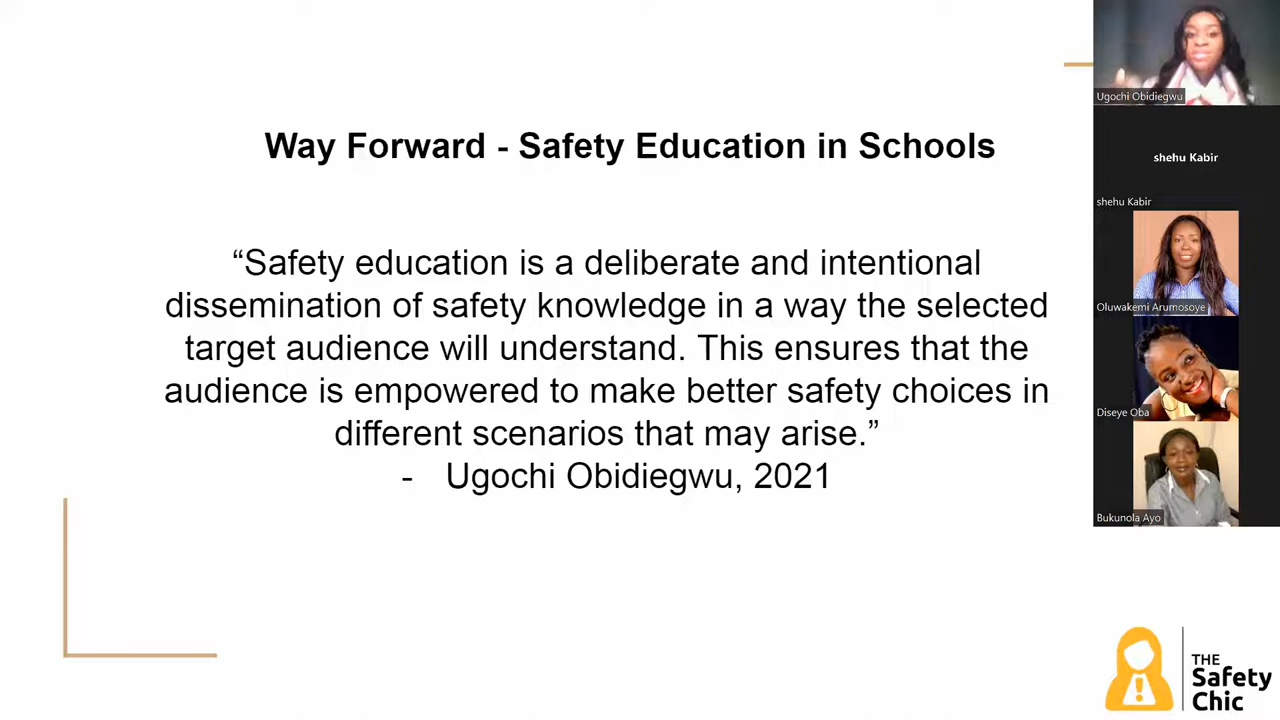 Way Forward - Safety Education in Schools
“Safety education is a deliberate and intentional
dissemination of safety knowledge in a way the selected
target audience will understand. This ensures that the
audience is empowered to make better safety choices in
different scenarios that may arise.”
- Ugochi Obidiegwu, 2021
Ugochi Obidiegwu
shehu Kabir
shehu Kabir
Oluwakemi Arumosoye
Diseye Oba
Bukunola Ayo
THE
Safety
Chic